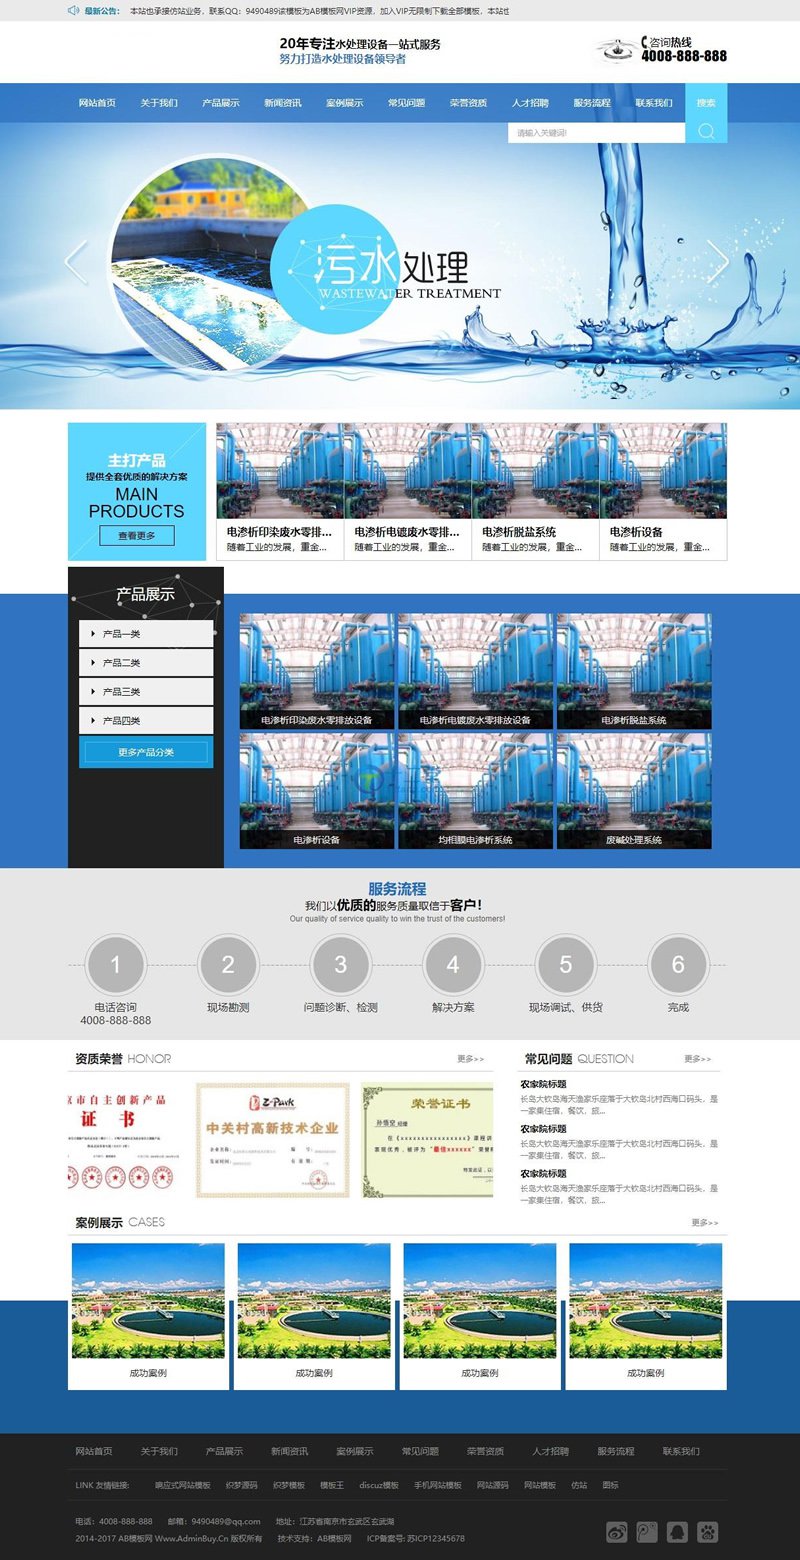 最新公告： 本站也承接仿站业务，联系QQ：9490489该模板为AB模板网VIP资源，加入VIP无限制下载全部模板，本站也
20年专注水处理设备一站式服务
努力打造水处理设备领导者
咨询热线
4008-888-888
网站首页 关于我们 产品展示 新闻资讯 案例展示 常见问题 荣誉资质 人才招聘 服务流程 联系我们 搜索
请输入关键词!
污水处理
WASTEWATER TREATMENT
主打产品
提供全套优质的解决方案
MAIN
PRODUCTS
查看更多
电渗析印染废水零排... 电渗析电镀废水零排... 电渗析脱盐系统 电渗析设备
随着工业的发展，重金... 随着工业的发展，重金... 随着工业的发展，重金... 随着工业的发展，重金...
产品展示
产品一类
产品二类
产品三类
产品四类
更多产品分类
电渗析印染废水零排放设备 电渗析电镀废水零排放设备 电渗析脱盐系统
电渗析设备 均相膜电渗析系统 废碱处理系统
服务流程
我们以优质的服务质量取信于客户！
Our quality of service quality to win the trust of the customers!
1 2 3 4 5 6
电话咨询 现场勘测 问题诊断、检测 解决方案 现场调试、供货 完成
4008-888-888
资质荣誉 HONOR 更多>>
市自主创新产品
证 书
Z-Park
中关村高新技术企业
荣誉证书
孙悟空 经理
常见问题 QUESTION 更多>>
农家院标题
长岛大钦岛海天渔家乐座落于大钦岛北村西海口码头，是
一家集住宿，餐饮，旅...
农家院标题
长岛大钦岛海天渔家乐座落于大钦岛北村西海口码头，是
一家集住宿，餐饮，旅...
农家院标题
长岛大钦岛海天渔家乐座落于大钦岛北村西海口码头，是
一家集住宿，餐饮，旅...
案例展示 CASES 更多>>
成功案例 成功案例 成功案例 成功案例
网站首页 关于我们 产品展示 新闻资讯 案例展示 常见问题 荣誉资质 人才招聘 服务流程 联系我们
LINK 友情链接: 响应式网站模板 织梦源码 织梦模板 模板王 discuz模板 手机网站模板 网站源码 网站模板 仿站 图标
电话：4008-888-888 邮箱：9490489@qq.com 地址：江苏省南京市玄武区玄武湖
2014-2017 AB模板网 Www.AdminBuy.Cn 版权所有 技术支持：AB模板网 ICP备案号: 苏ICP12345678